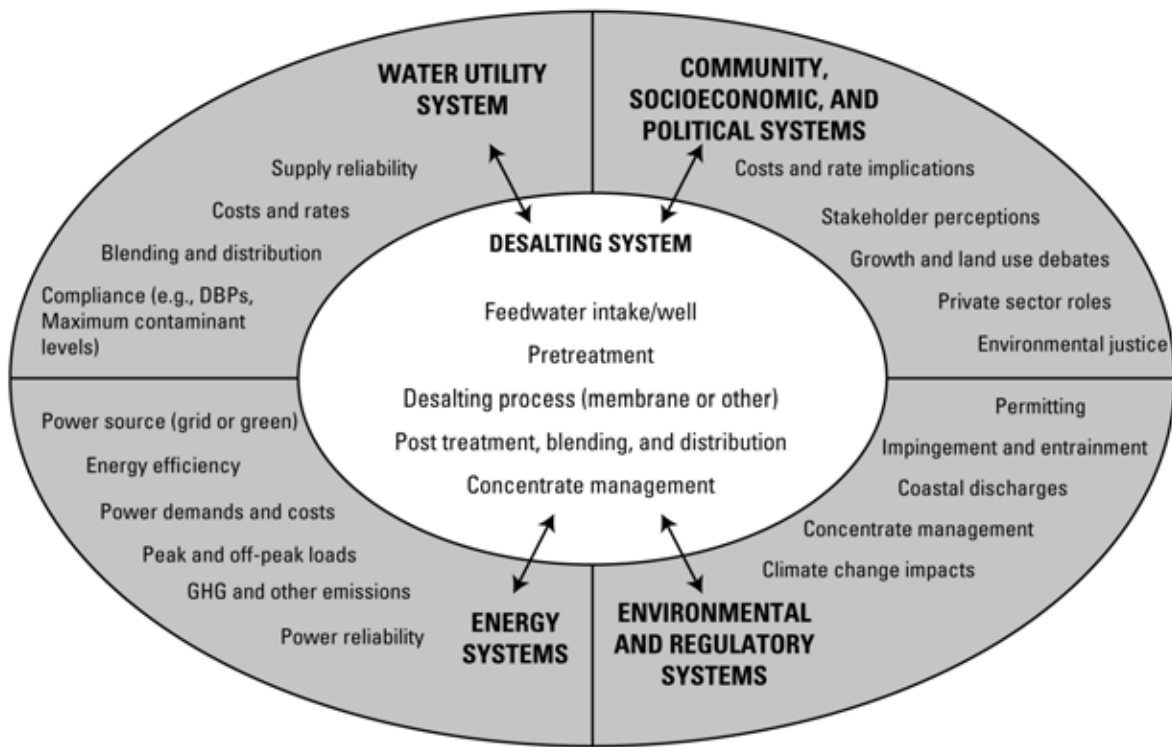 WATER UTILITY
SYSTEM
Supply reliability
Costs and rates
Blending and distribution
Compliance (e.g., DBPs,
Maximum contaminant
levels)
COMMUNITY,
SOCIOECONOMIC, AND
POLITICAL SYSTEMS
Costs and rate implications
Stakeholder perceptions
Growth and land use debates
Private sector roles
Environmental justice
DESALTING SYSTEM
Feedwater intake/well
Pretreatment
Desalting process (membrane or other)
Post treatment, blending, and distribution
Concentrate management
Power source (grid or green)
Energy efficiency
Power demands and costs
Peak and off-peak loads
GHG and other emissions
Power reliability
ENERGY
SYSTEMS
Permitting
Impingement and entrainment
Coastal discharges
Concentrate management
Climate change impacts
ENVIRONMENTAL
AND REGULATORY
SYSTEMS